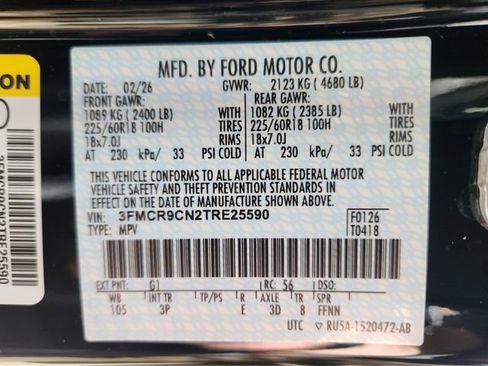 MFD. BY FORD MOTOR CO.
DATE: 02/26 GVWR: 2123 KG ( 4680 LB)
FRONT GAWR: REAR GAWR:
1089 KG ( 2400 LB) WITH 1082 KG ( 2385 LB) WITH
225/60R18 100H TIRES 225/60R18 100H TIRES
18x7.0J RIMS 18x7.0J RIMS
AT 230 kPa/ 33 PSI COLD AT 230 kPa/ 33 PSI COLD
THIS VEHICLE CONFORMS TO ALL APPLICABLE FEDERAL MOTOR
VEHICLE SAFETY AND THEFT PREVENTION STANDARDS IN EFFECT
ON THE DATE OF MANUFACTURE SHOWN ABOVE.
VIN: 3FMCR9CN2TRE25590 F0126
TYPE: MPV T0418
EXT PNT: G1 RC: 56 DSO:
WB INT TR TP/PS R AXLE TR SPR
105 3P E 3D 8 FFNN
UTC RU5A-1520472-AB
3FMCR9CN2TRE25590